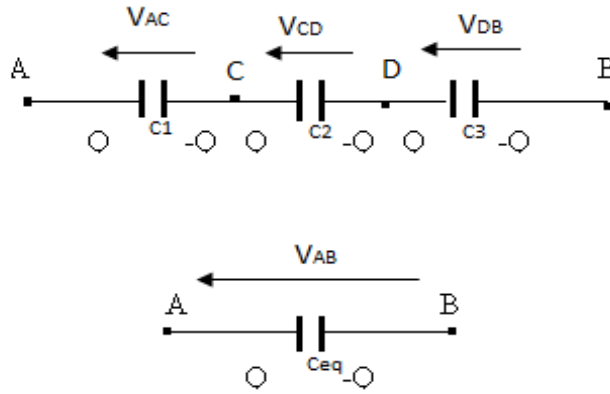 VAC VCD VDB
A C D B
C1 C2 C3
O -O O -O O -O
VAB
A B
Ceq
O -O